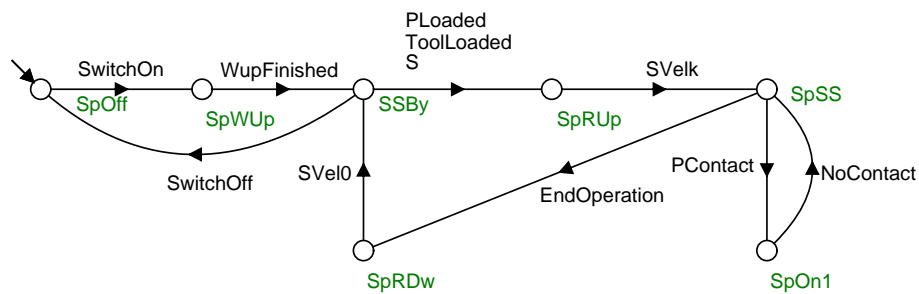 PLoaded
ToolLoaded
S
SwitchOn
WupFinished
SVelk
SpOff
SpWUp
SSBy
SpRUp
SpSS
SwitchOff
SVel0
EndOperation
PContact
NoContact
SpRDw
SpOn1